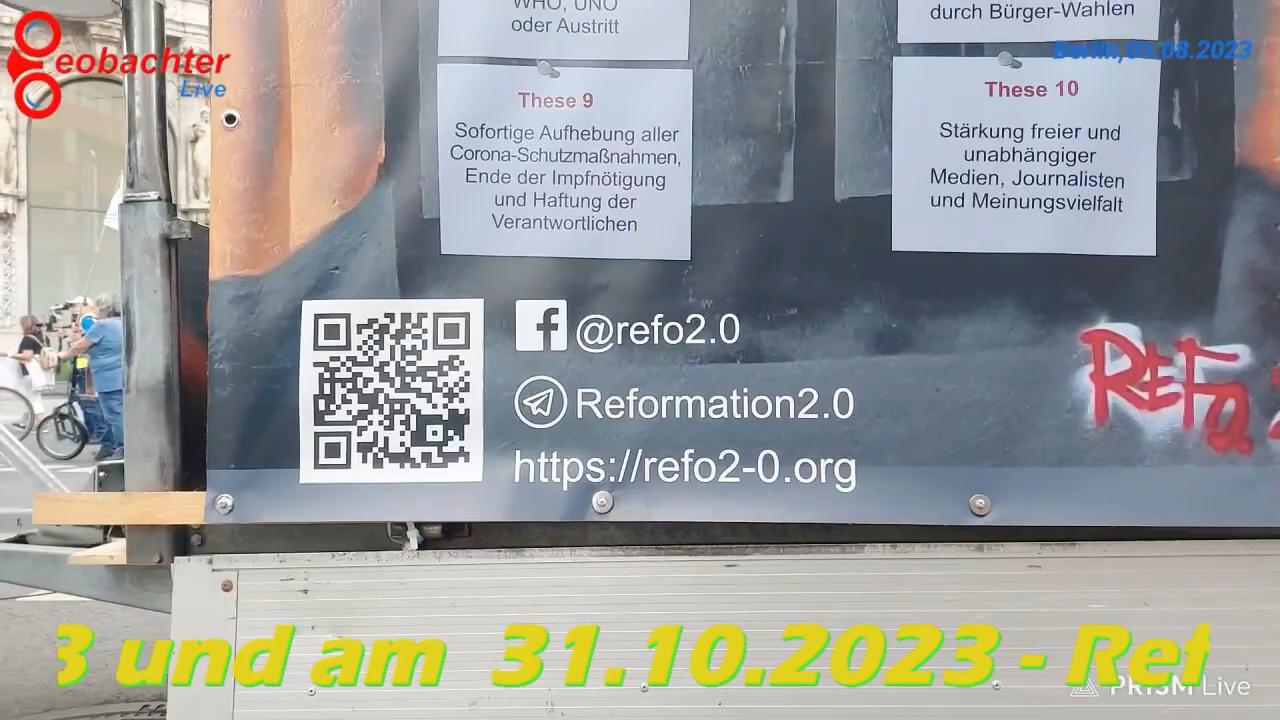 WHO, UNO
oder Austritt
durch Bürger-Wahlen
Beobachter
Live
Berlin,05.08.2023
These 9
Sofortige Aufhebung aller
Corona-Schutzmaßnahmen,
Ende der Impfnötigung
und Haftung der
Verantwortlichen
These 10
Stärkung freier und
unabhängiger
Medien, Journalisten
und Meinungsvielfalt
@refo2.0
Reformation2.0
https://refo2-0.org
REFO
3 und am 31.10.2023 - Ref
PRISM Live